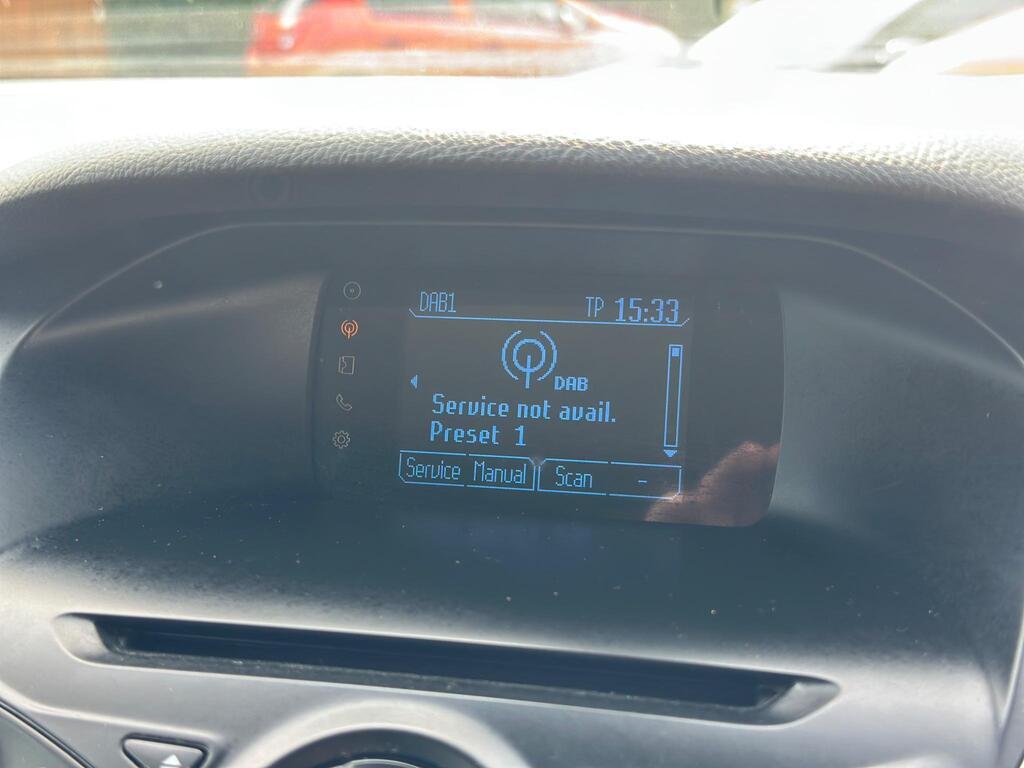 DAB1 TP 15:33
DAB
Service not avail.
Preset 1
Service Manual Scan -